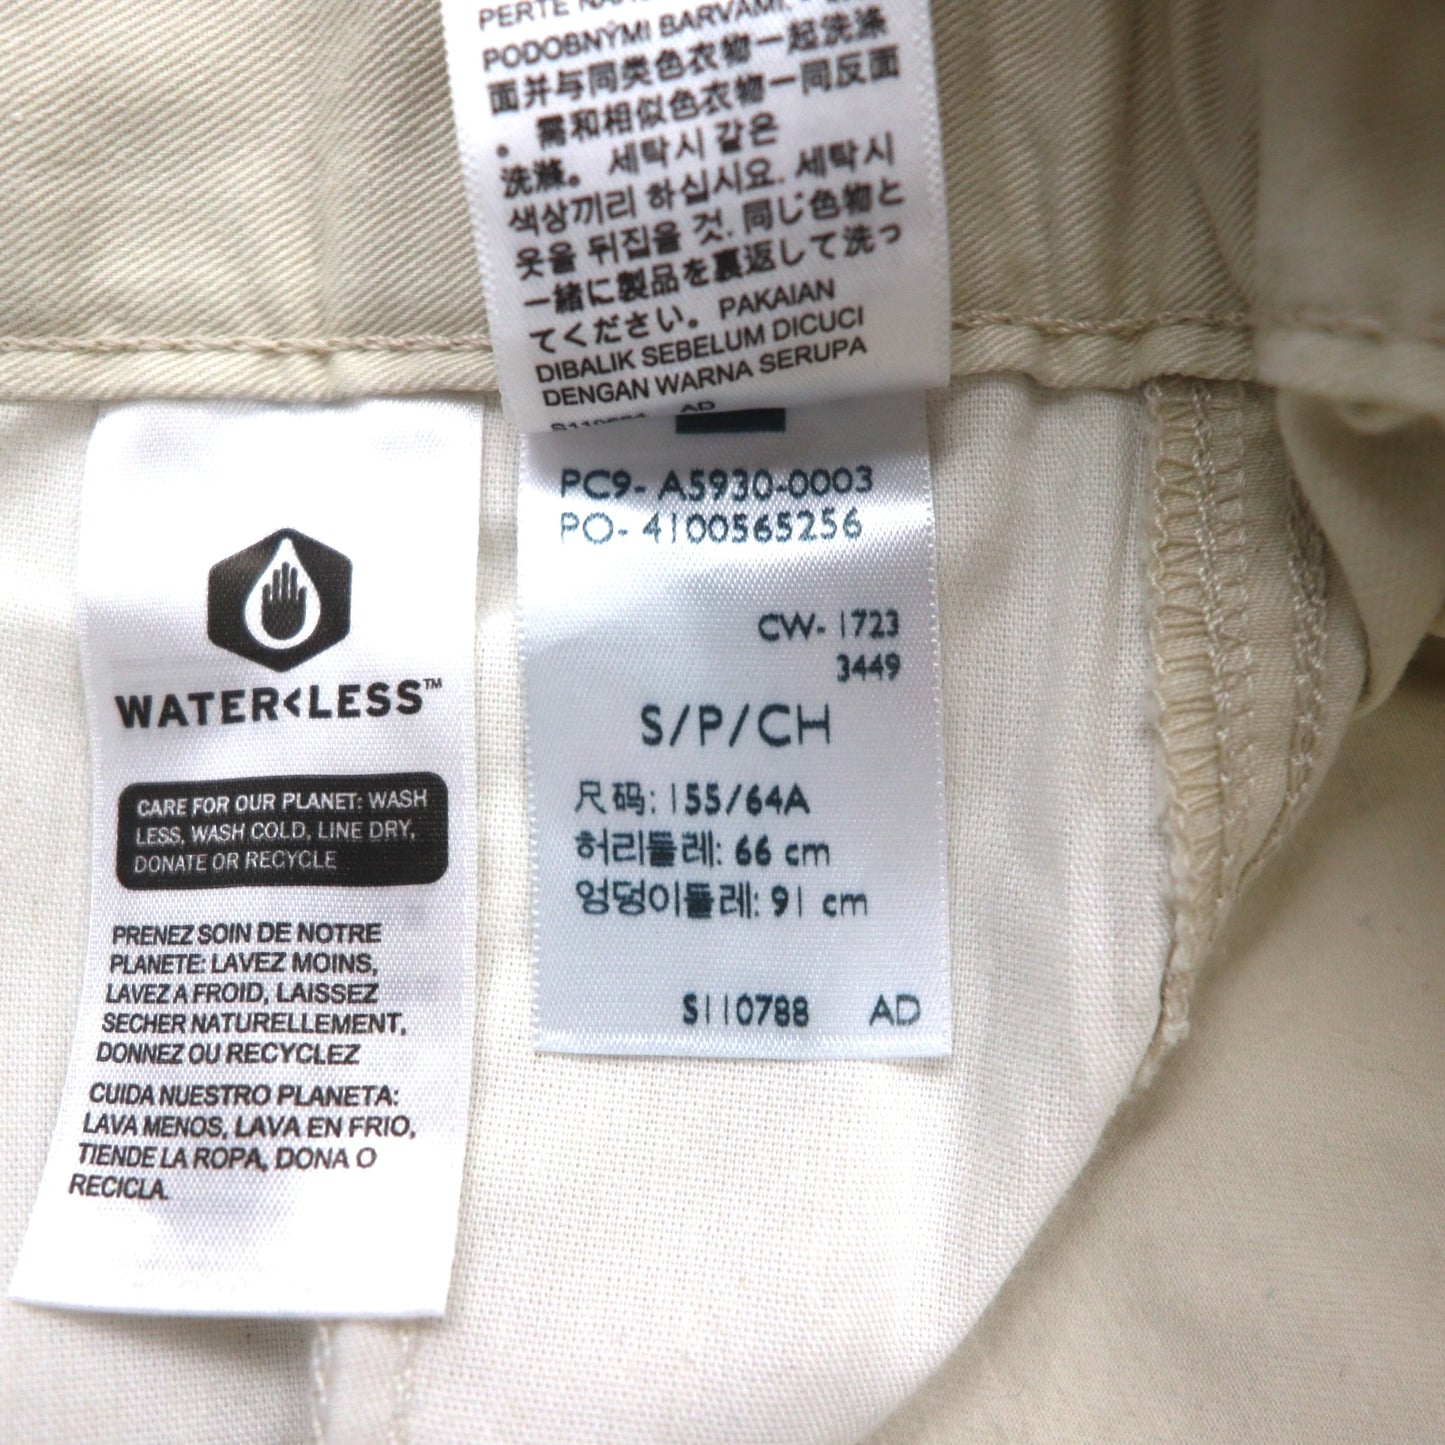 PERTE
PODOBNÝMI BARVAMI.
面并与同类色衣物一起洗涤
。需和相似色衣物一同反面
洗滌。 세탁시 같은
색상끼리 하십시요. 세탁시
옷을 뒤집을 것. 同じ色物と
一緒に製品を裏返して洗っ
てください。 PAKAIAN
DIBALIK SEBELUM DICUCI
DENGAN WARNA SERUPA
AD
PC9- A5930-0003
PO- 4100565256
CW- 1723
3449
S/P/CH
尺码: 155/64A
허리둘레: 66 cm
엉덩이둘레: 91 cm
S110788 AD
WATER<LESS™
CARE FOR OUR PLANET: WASH
LESS, WASH COLD, LINE DRY,
DONATE OR RECYCLE
PRENEZ SOIN DE NOTRE
PLANETE: LAVEZ MOINS,
LAVEZ A FROID, LAISSEZ
SECHER NATURELLEMENT,
DONNEZ OU RECYCLEZ
CUIDA NUESTRO PLANETA:
LAVA MENOS, LAVA EN FRIO,
TIENDE LA ROPA, DONA O
RECICLA.